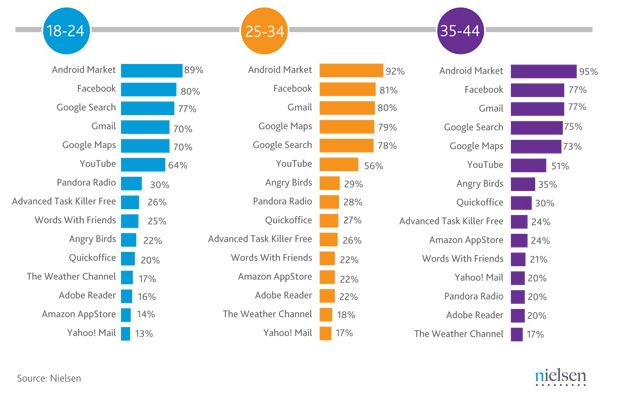 18-24
Android Market 89%
Facebook 80%
Google Search 77%
Gmail 70%
Google Maps 70%
YouTube 64%
Pandora Radio 30%
Advanced Task Killer Free 26%
Words With Friends 25%
Angry Birds 22%
Quickoffice 20%
The Weather Channel 17%
Adobe Reader 16%
Amazon AppStore 14%
Yahoo! Mail 13%
25-34
Android Market 92%
Facebook 81%
Gmail 80%
Google Maps 79%
Google Search 78%
YouTube 56%
Angry Birds 29%
Pandora Radio 28%
Quickoffice 27%
Advanced Task Killer Free 26%
Words With Friends 22%
Amazon AppStore 22%
Adobe Reader 22%
The Weather Channel 18%
Yahoo! Mail 17%
35-44
Android Market 95%
Facebook 77%
Gmail 77%
Google Search 75%
Google Maps 73%
YouTube 51%
Angry Birds 35%
Quickoffice 30%
Advanced Task Killer Free 24%
Amazon AppStore 24%
Words With Friends 21%
Yahoo! Mail 20%
Pandora Radio 20%
Adobe Reader 20%
The Weather Channel 17%
Source: Nielsen
nielsen